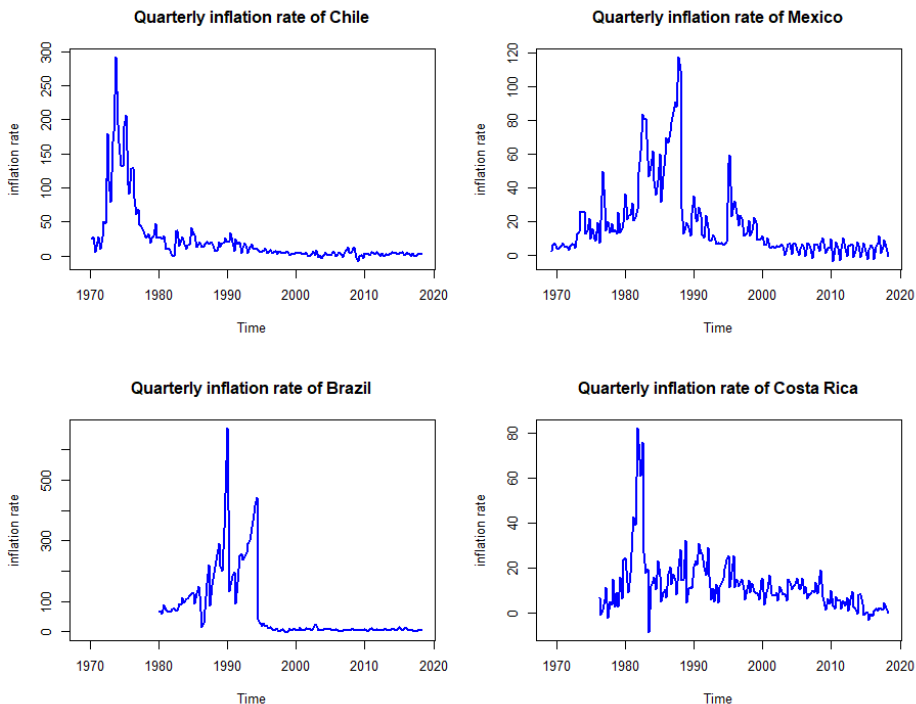 Quarterly inflation rate of Chile
inflation rate
300
250
200
150
100
50
0
1970 1980 1990 2000 2010 2020
Time
Quarterly inflation rate of Mexico
inflation rate
120
100
80
60
40
20
0
1970 1980 1990 2000 2010 2020
Time
Quarterly inflation rate of Brazil
inflation rate
500
300
100
0
1970 1980 1990 2000 2010 2020
Time
Quarterly inflation rate of Costa Rica
inflation rate
80
60
40
20
0
1970 1980 1990 2000 2010 2020
Time